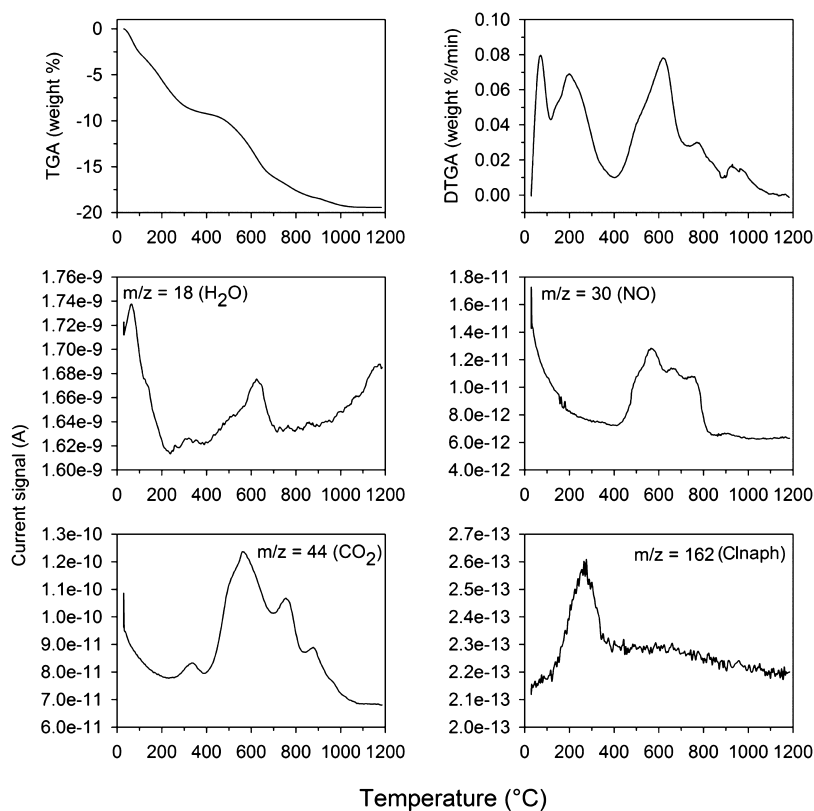 TGA (weight %)
0
-5
-10
-15
-20
0 200 400 600 800 1000 1200
DTGA (weight %/min)
0.10
0.08
0.06
0.04
0.02
0.00
0 200 400 600 800 1000 1200
Current signal (A)
m/z = 18 (H2O)
1.76e-9
1.74e-9
1.72e-9
1.70e-9
1.68e-9
1.66e-9
1.64e-9
1.62e-9
1.60e-9
0 200 400 600 800 1000 1200
m/z = 30 (NO)
1.8e-11
1.6e-11
1.4e-11
1.2e-11
1.0e-11
8.0e-12
6.0e-12
4.0e-12
0 200 400 600 800 1000 1200
m/z = 44 (CO2)
1.3e-10
1.2e-10
1.1e-10
1.0e-10
9.0e-11
8.0e-11
7.0e-11
6.0e-11
0 200 400 600 800 1000 1200
m/z = 162 (Clnaph)
2.7e-13
2.6e-13
2.5e-13
2.4e-13
2.3e-13
2.2e-13
2.1e-13
2.0e-13
0 200 400 600 800 1000 1200
Temperature (°C)